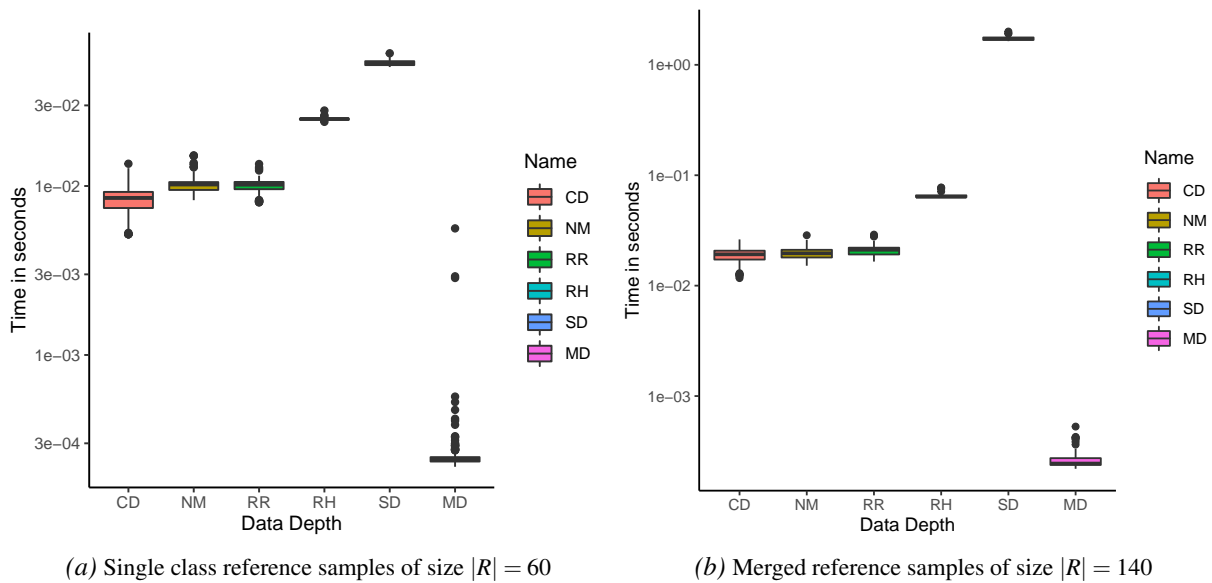 Time in seconds
3e−02
1e−02
3e−03
1e−03
3e−04
CD NM RR RH SD MD
Data Depth
Name
CD
NM
RR
RH
SD
MD
(a) Single class reference samples of size |R| = 60
Time in seconds
1e+00
1e−01
1e−02
1e−03
CD NM RR RH SD MD
Data Depth
Name
CD
NM
RR
RH
SD
MD
(b) Merged reference samples of size |R| = 140